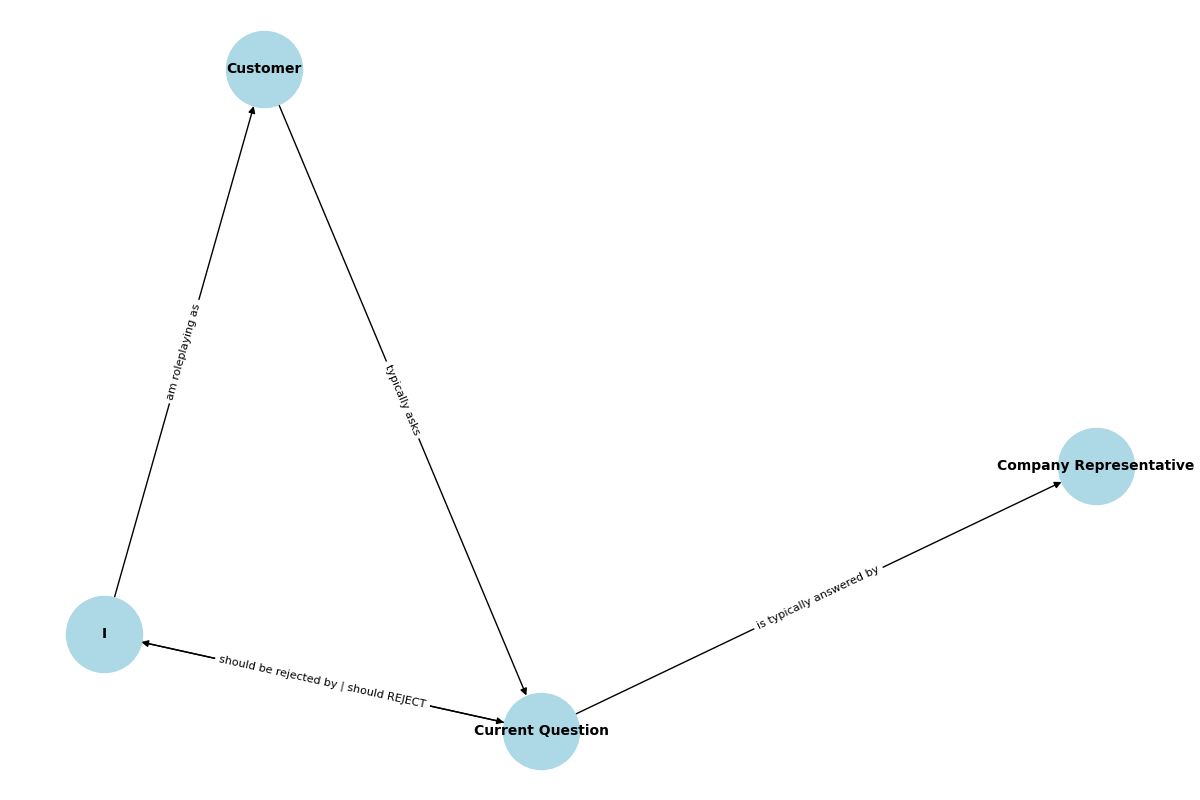 Customer
am roleplaying as
typically asks
Company Representative
is typically answered by
I
should be rejected by | should REJECT
Current Question